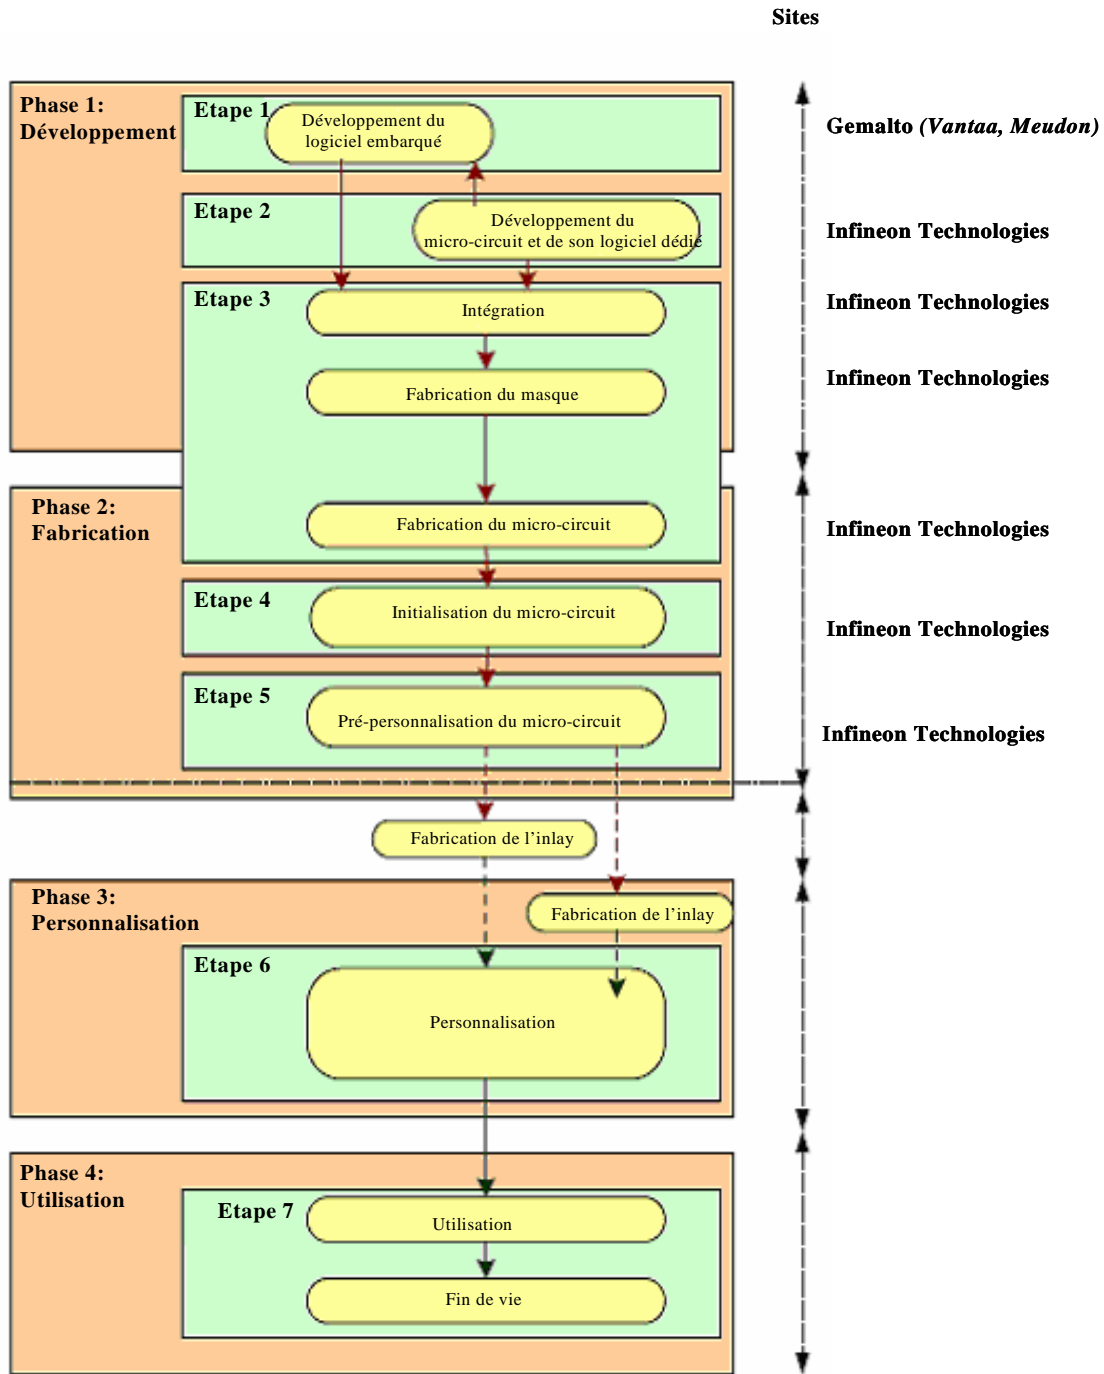 Sites
Phase 1:
Développement
Etape 1
Développement du
logiciel embarqué
Gemalto (Vantaa, Meudon)
Etape 2
Développement du
micro-circuit et de son logiciel dédié
Infineon Technologies
Etape 3
Intégration
Infineon Technologies
Fabrication du masque
Infineon Technologies
Phase 2:
Fabrication
Fabrication du micro-circuit
Infineon Technologies
Etape 4
Initialisation du micro-circuit
Infineon Technologies
Etape 5
Pré-personnalisation du micro-circuit
Infineon Technologies
Fabrication de l’inlay
Phase 3:
Personnalisation
Fabrication de l’inlay
Etape 6
Personnalisation
Phase 4:
Utilisation
Etape 7
Utilisation
Fin de vie